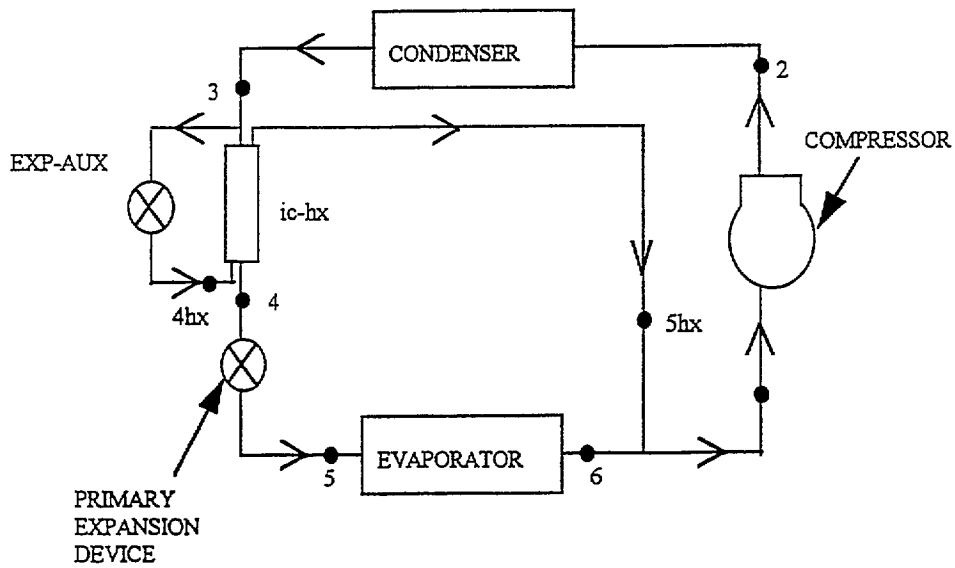 CONDENSER
2
3
COMPRESSOR
EXP-AUX
ic-hx
4hx
4
5hx
EVAPORATOR
5
6
PRIMARY
EXPANSION
DEVICE